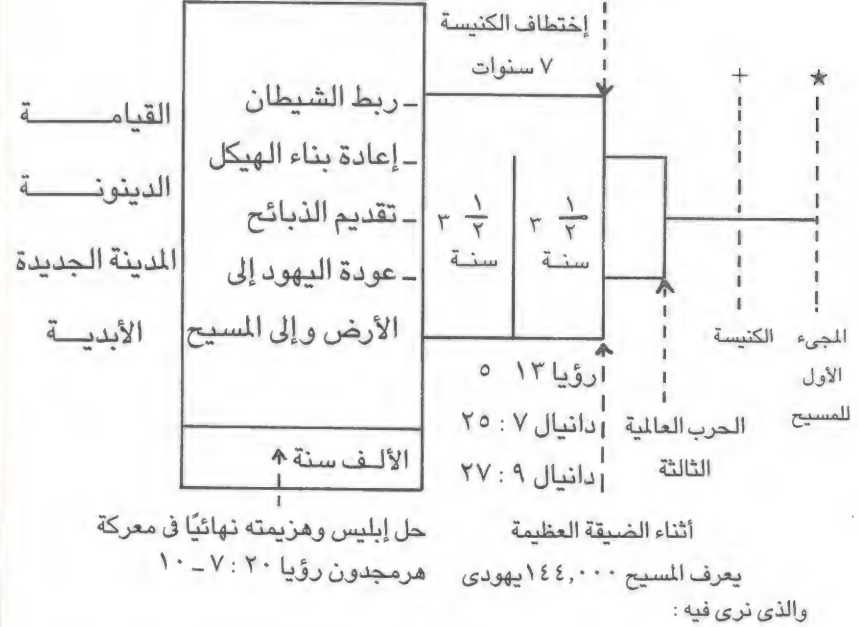 إختطاف الكنيسة
٧ سنوات
+
★
ـ ربط الشيطان
ـ إعادة بناء الهيكل
ـ تقديم الذبائح
ـ عودة اليهود إلى
الأرض وإلى المسيح
الألف سنة
القيامة
الدينونة
المدينة الجديدة
الأبدية
٣ ١/٢
سنة
٣ ١/٢
سنة
المجىء
الأول
للمسيح
الكنيسة
الحرب العالمية
الثالثة
رؤيا ١٣ ٥
دانيال ٧ : ٢٥
دانيال ٩ : ٢٧
أثناء الضيقة العظيمة
يعرف المسيح ١٤٤,٠٠٠ يهودى
حل إبليس وهزيمته نهائيًا فى معركة
هرمجدون رؤيا ٢٠ : ٧ ـ ١٠
والذى نرى فيه :